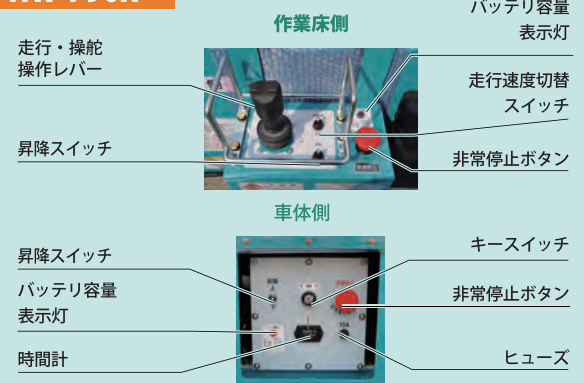 作業床側
バッテリ容量
表示灯
走行・操舵
操作レバー
走行速度切替
スイッチ
昇降スイッチ
非常停止ボタン
車体側
昇降スイッチ
キースイッチ
バッテリ容量
表示灯
非常停止ボタン
時間計
ヒューズ